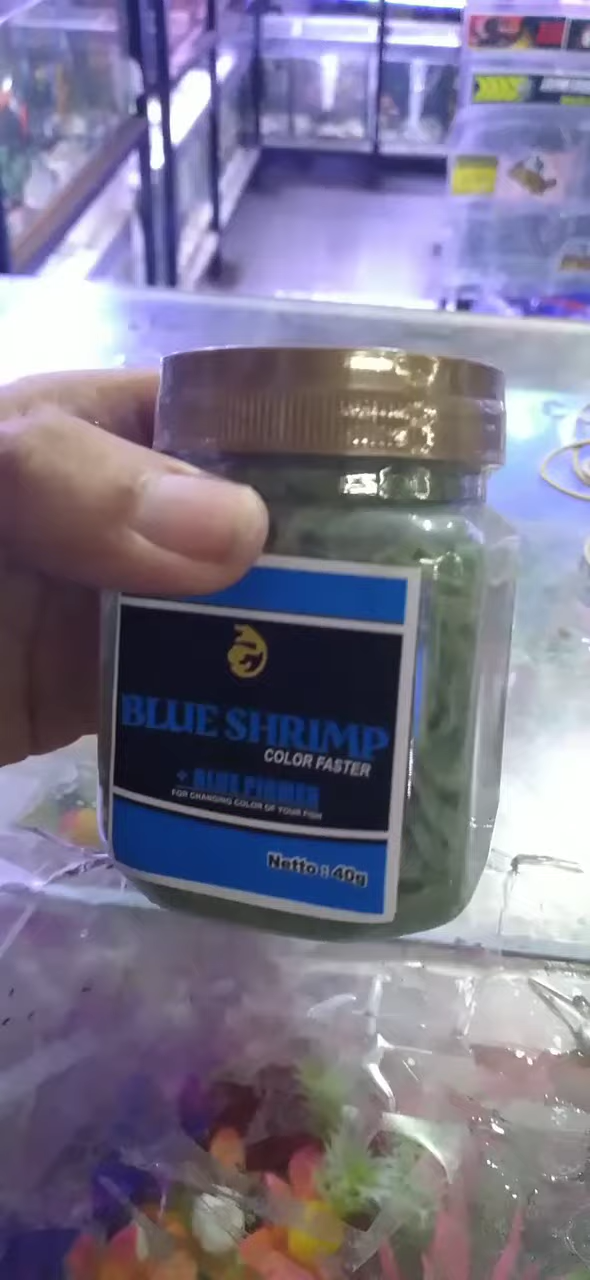 BLUE SHRIMP
COLOR FASTER
+ BLUE PIGMEN
FOR CHANGING COLOR OF YOUR FISH
Netto : 40g